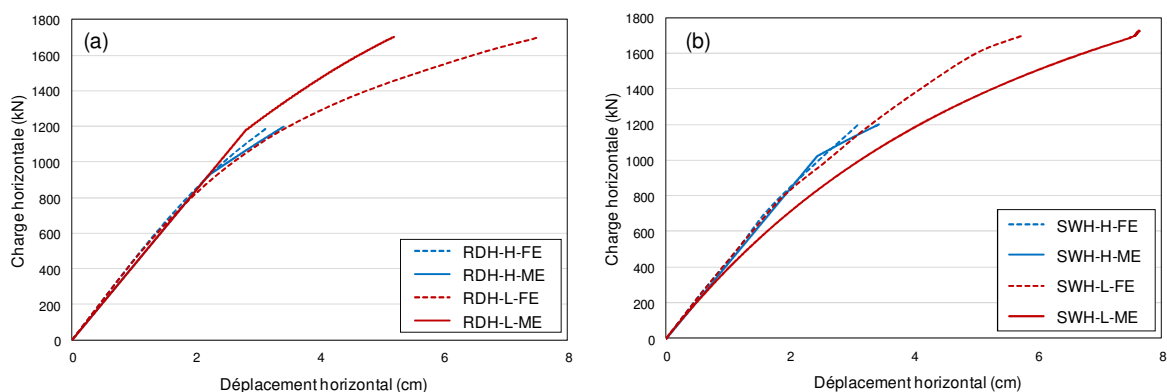 (a)
Charge horizontale (kN)
1800
1600
1400
1200
1000
800
600
400
200
0
0 2 4 6 8
Déplacement horizontal (cm)
RDH-H-FE
RDH-H-ME
RDH-L-FE
RDH-L-ME
(b)
Charge horizontale (kN)
1800
1600
1400
1200
1000
800
600
400
200
0
0 2 4 6 8
Déplacement horizontal (cm)
SWH-H-FE
SWH-H-ME
SWH-L-FE
SWH-L-ME